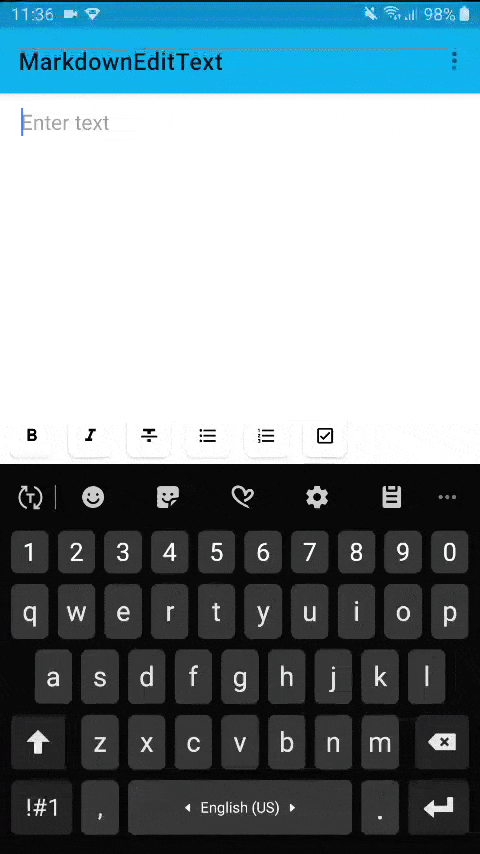 11:36 98%
MarkdownEditText
Enter text
B I T
1 2 3 4 5 6 7 8 9 0
q w e r t y u i o p
a s d f g h j k l
z x c v b n m
!#1 , English (US) .